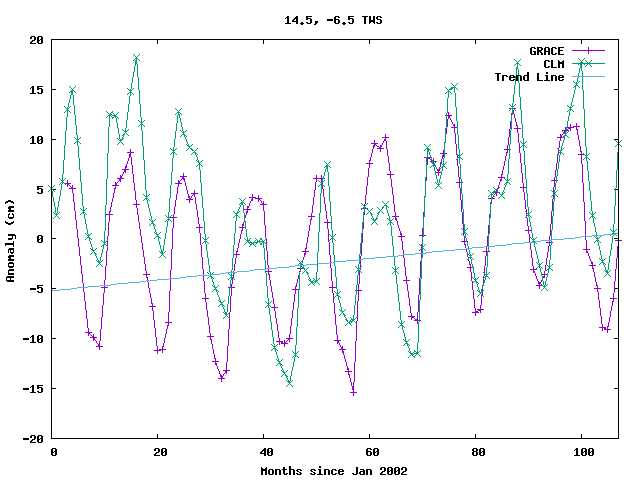 14.5, -6.5 TWS
GRACE
CLM
Trend Line
20
15
10
5
0
-5
-10
-15
-20
Anomaly (cm)
0 20 40 60 80 100
Months since Jan 2002